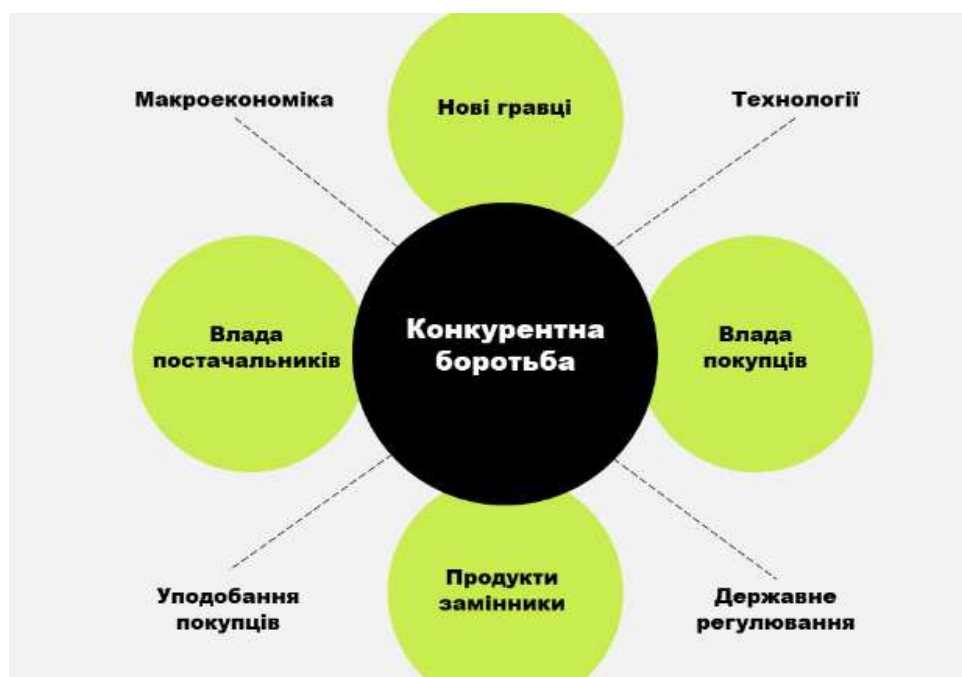 Макроекономіка
Нові гравці
Технології
Влада
постачальників
Конкурентна
боротьба
Влада
покупців
Уподобання
покупців
Продукти
замінники
Державне
регулювання